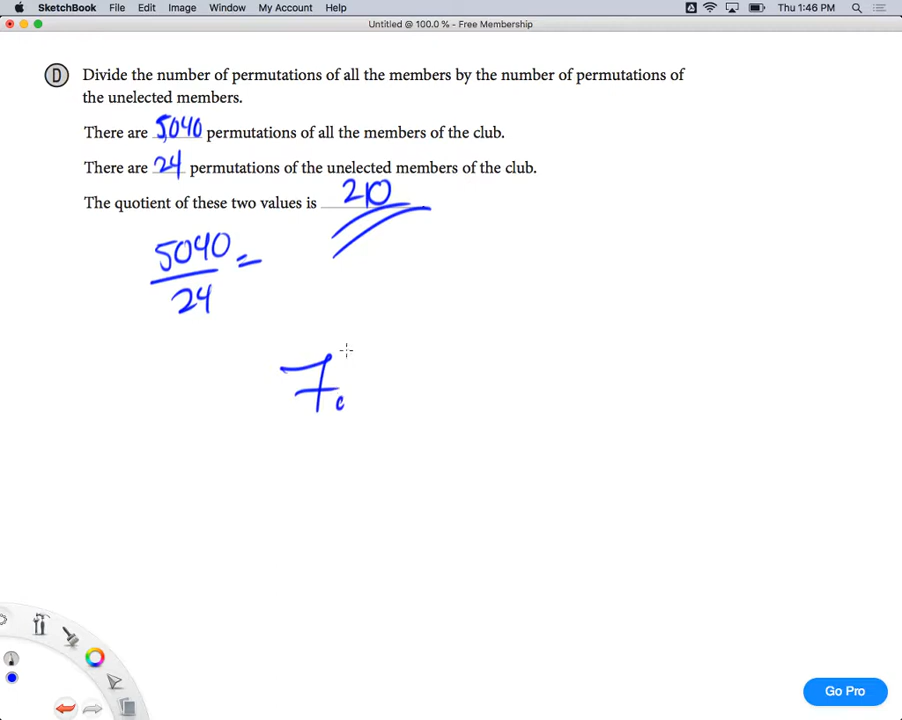 SketchBook File Edit Image Window My Account Help Thu 1:46 PM
Untitled @ 100.0 % - Free Membership
D Divide the number of permutations of all the members by the number of permutations of
the unelected members.
There are 5,040 permutations of all the members of the club.
There are 24 permutations of the unelected members of the club.
The quotient of these two values is 210.
5040 =
24
7
Go Pro